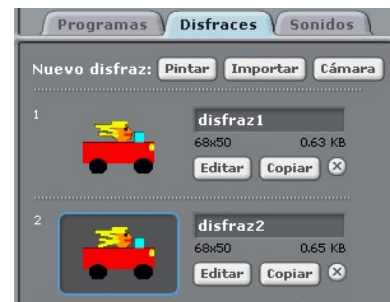 Programas Disfraces Sonidos
Nuevo disfraz: Pintar Importar Cámara
1
disfraz1
68x50 0.63 KB
Editar Copiar
2
disfraz2
68x50 0.65 KB
Editar Copiar